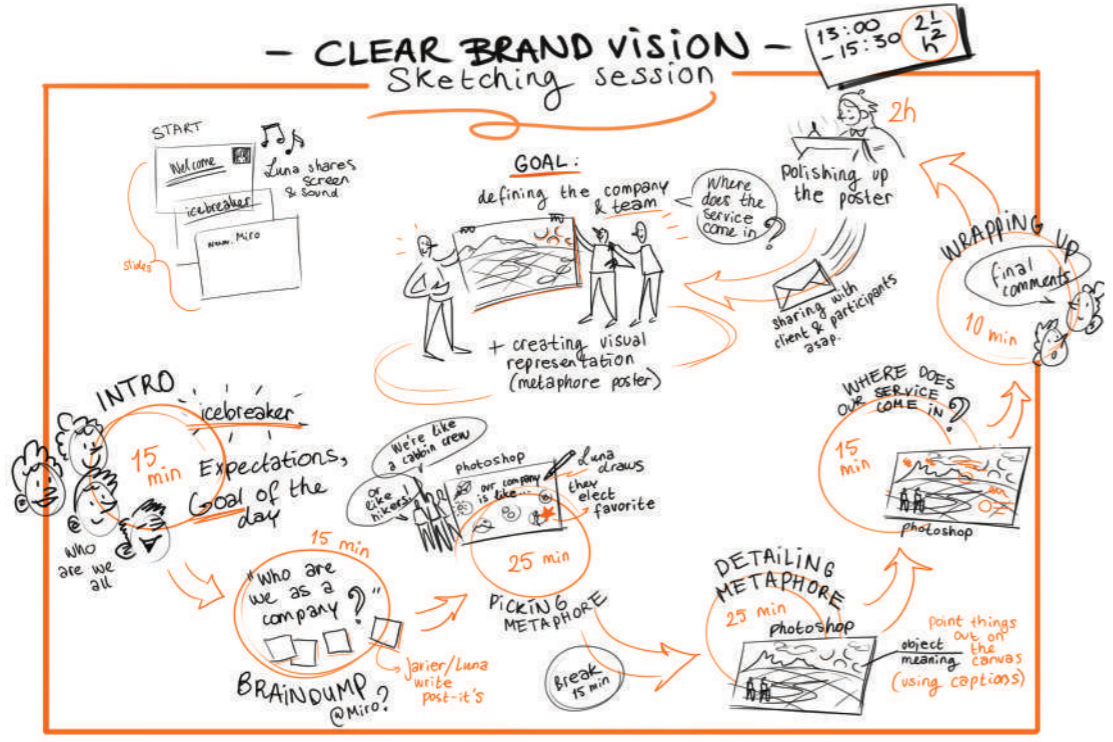 - CLEAR BRAND VISION -
Sketching session
13:00
- 15:30
2 1/2
h
START
Welcome
icebreaker
www.Miro
slides
Luna shares
screen
& sound
GOAL:
defining the company
& team
Where
does the
service
come in
?
+ creating visual
representation
(metaphore poster)
2h
polishing up
the poster
sharing with
client & participants
asap.
INTRO
15
min
icebreaker
Expectations,
Goal of the
day
who
are we
all
15 min
"Who are
we as a
company?"
Javier/Luna
write
post-it's
BRAINDUMP
@Miro?
We're like
a cabbin crew
Or
like
hikers!
photoshop
our company
is like...
Luna
draws
they
elect
favorite
25 min
PICKING
METAPHORE
Break
15 min
DETAILING
METAPHORE
25 min
photoshop
object
meaning
point things
out on
the
canvas
(using captions)
WHERE DOES
OUR SERVICE
COME IN?
15
min
photoshop
WRAPPING UP
final
comments
10 min